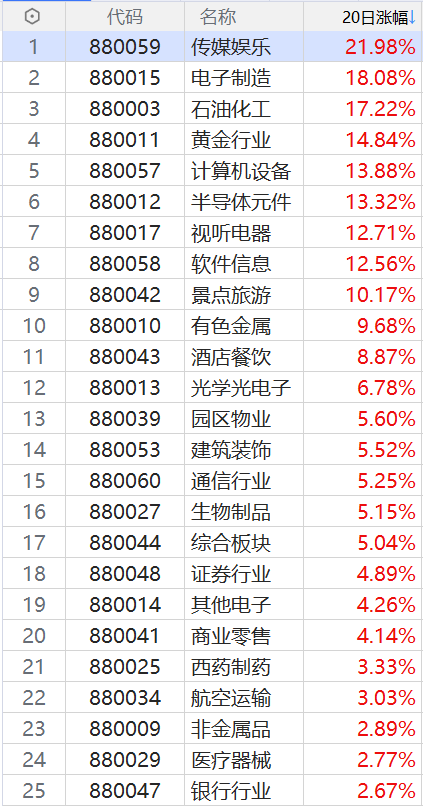 代码 名称 20日涨幅↓
1 880059 传媒娱乐 21.98%
2 880015 电子制造 18.08%
3 880003 石油化工 17.22%
4 880011 黄金行业 14.84%
5 880057 计算机设备 13.88%
6 880012 半导体元件 13.32%
7 880017 视听电器 12.71%
8 880058 软件信息 12.56%
9 880042 景点旅游 10.17%
10 880010 有色金属 9.68%
11 880043 酒店餐饮 8.87%
12 880013 光学光电子 6.78%
13 880039 园区物业 5.60%
14 880053 建筑装饰 5.52%
15 880060 通信行业 5.25%
16 880027 生物制品 5.15%
17 880044 综合板块 5.04%
18 880048 证券行业 4.89%
19 880014 其他电子 4.26%
20 880041 商业零售 4.14%
21 880025 西药制药 3.33%
22 880034 航空运输 3.03%
23 880009 非金属品 2.89%
24 880029 医疗器械 2.77%
25 880047 银行行业 2.67%